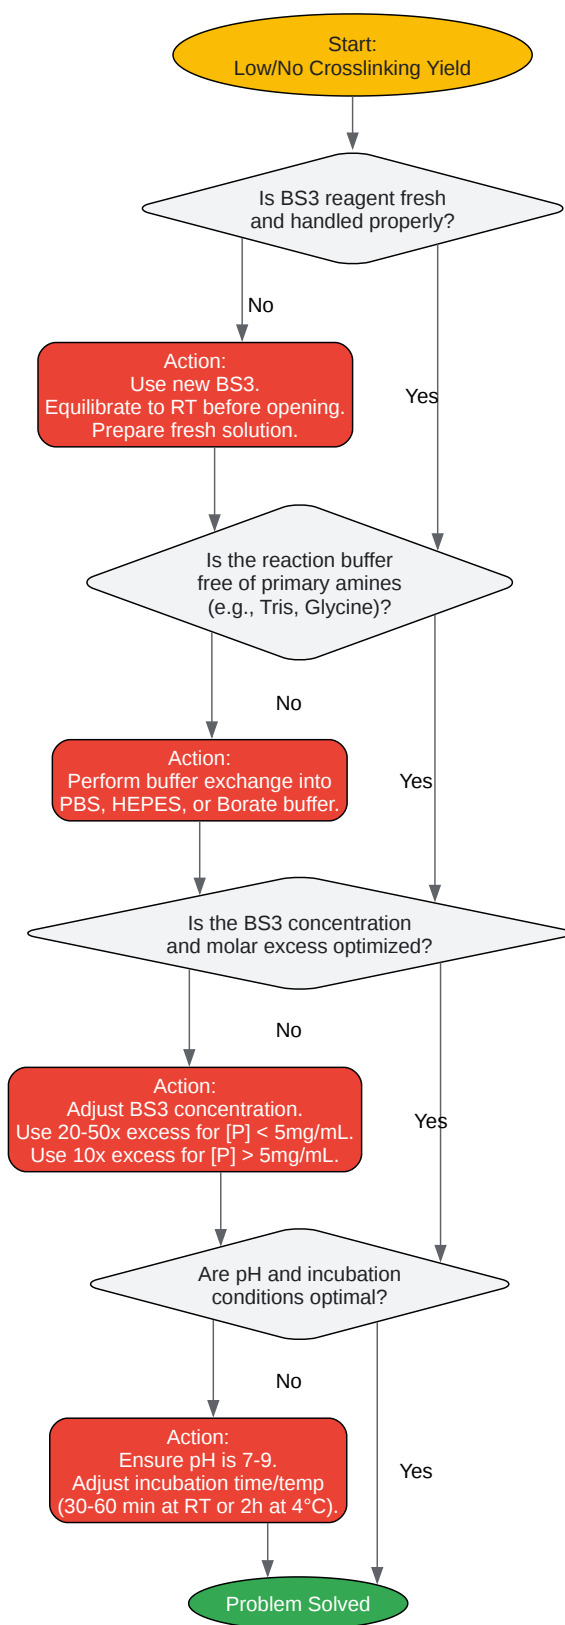 Start:
Low/No Crosslinking Yield
Is BS3 reagent fresh
and handled properly?
No
Action:
Use new BS3.
Equilibrate to RT before opening.
Prepare fresh solution.
Yes
Is the reaction buffer
free of primary amines
(e.g., Tris, Glycine)?
No
Action:
Perform buffer exchange into
PBS, HEPES, or Borate buffer.
Yes
Is the BS3 concentration
and molar excess optimized?
No
Action:
Adjust BS3 concentration.
Use 20-50x excess for [P] < 5mg/mL.
Use 10x excess for [P] > 5mg/mL.
Yes
Are pH and incubation
conditions optimal?
No
Action:
Ensure pH is 7-9.
Adjust incubation time/temp
(30-60 min at RT or 2h at 4°C).
Yes
Problem Solved